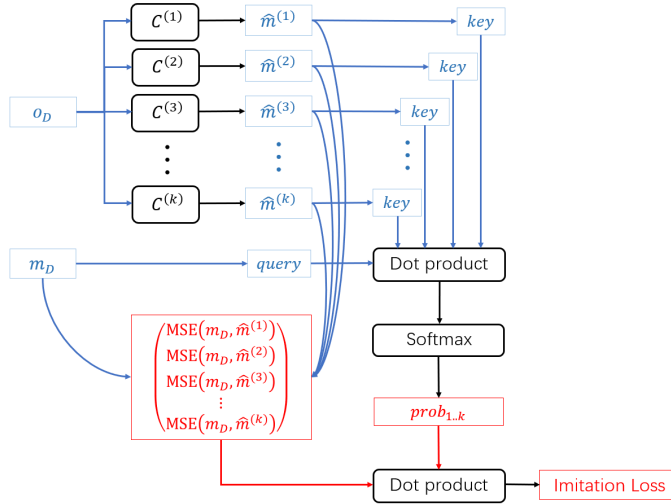 C⁽¹⁾ m̂⁽¹⁾ key
C⁽²⁾ m̂⁽²⁾ key
o_D C⁽³⁾ m̂⁽³⁾ key
C⁽ᵏ⁾ m̂⁽ᵏ⁾ key
m_D query Dot product
MSE(m_D, m̂⁽¹⁾)
MSE(m_D, m̂⁽²⁾)
MSE(m_D, m̂⁽³⁾)
⋮
MSE(m_D, m̂⁽ᵏ⁾)
Softmax
prob₁..ₖ
Dot product Imitation Loss